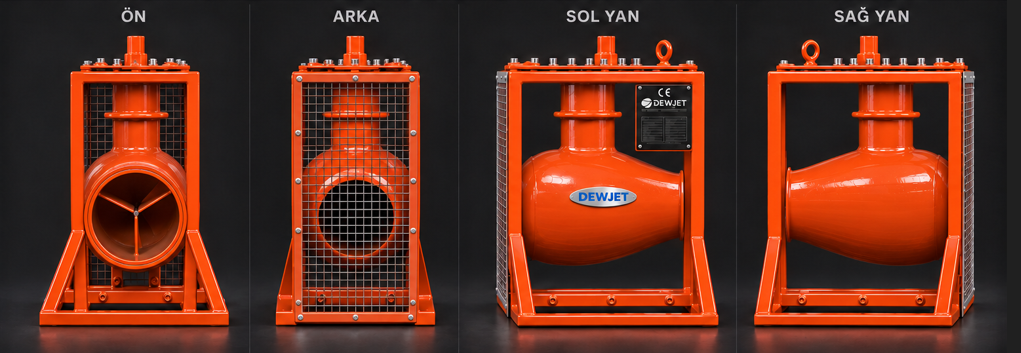 ÖN
ARKA
SOL YAN
SAĞ YAN
CE
DEWJET
DEWJET